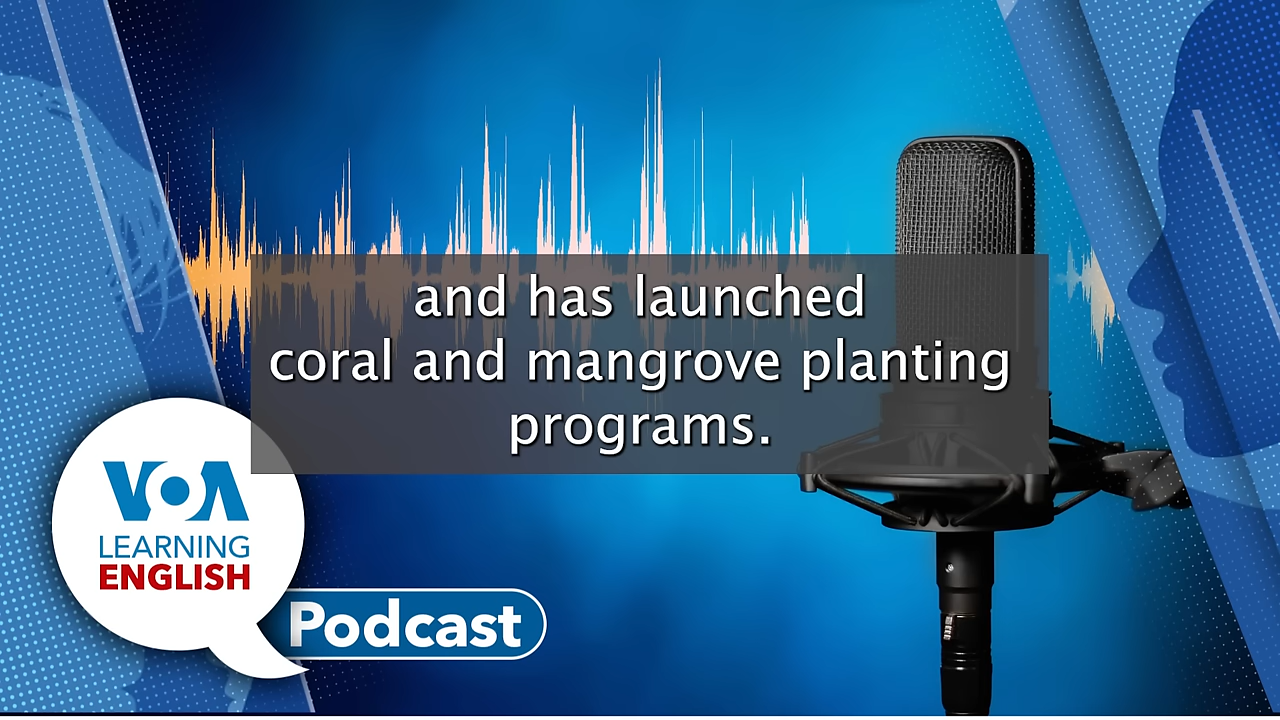 and has launched
coral and mangrove planting
programs.
VOA
LEARNING
ENGLISH
Podcast